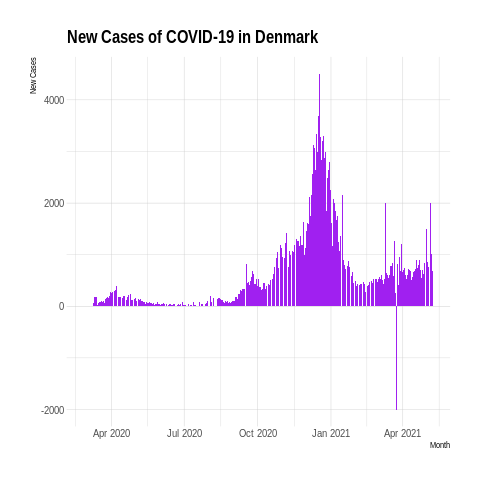 New Cases of COVID-19 in Denmark
New Cases
4000
2000
0
-2000
Apr 2020 Jul 2020 Oct 2020 Jan 2021 Apr 2021
Month